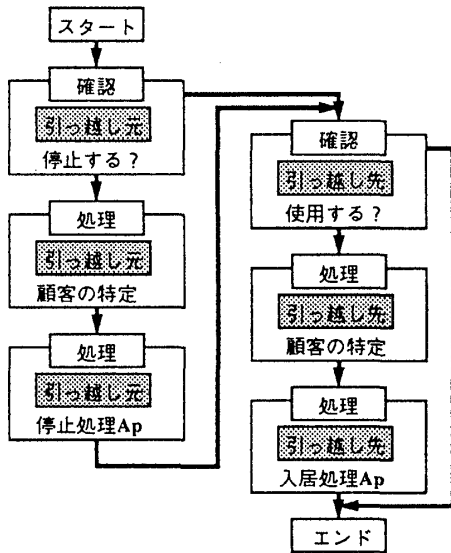 スタート
確認
引っ越し元
停止する？
処理
引っ越し元
顧客の特定
処理
引っ越し元
停止処理Ap
確認
引っ越し先
使用する？
処理
引っ越し先
顧客の特定
処理
引っ越し先
入居処理Ap
エンド